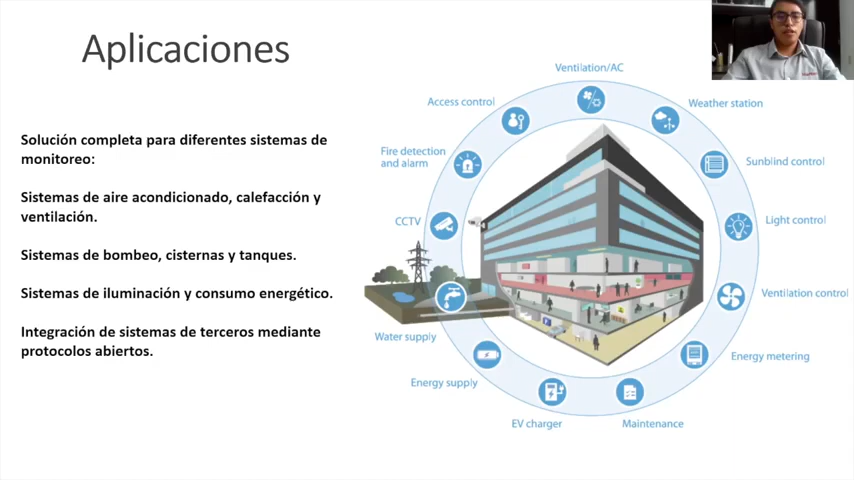 Aplicaciones
Solución completa para diferentes sistemas de
monitoreo:
Sistemas de aire acondicionado, calefacción y
ventilación.
Sistemas de bombeo, cisternas y tanques.
Sistemas de iluminación y consumo energético.
Integración de sistemas de terceros mediante
protocolos abiertos.
Ventilation/AC
Access control
Weather station
Fire detection
and alarm
Sunblind control
CCTV
Light control
Ventilation control
Water supply
Energy metering
Energy supply
EV charger
Maintenance